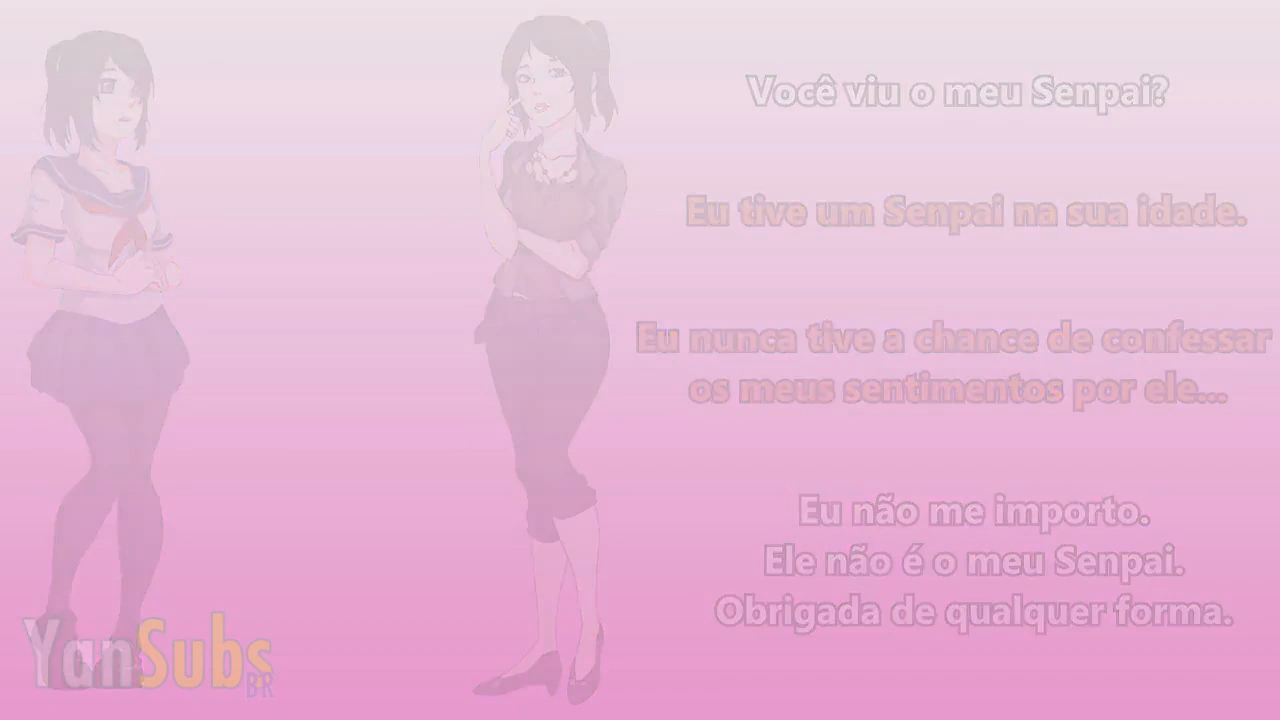 Você viu o meu Senpai?
Eu tive um Senpai na sua idade.
Eu nunca tive a chance de confessar
os meus sentimentos por ele...
Eu não me importo.
Ele não é o meu Senpai.
Obrigada de qualquer forma.
YanSubs
BR